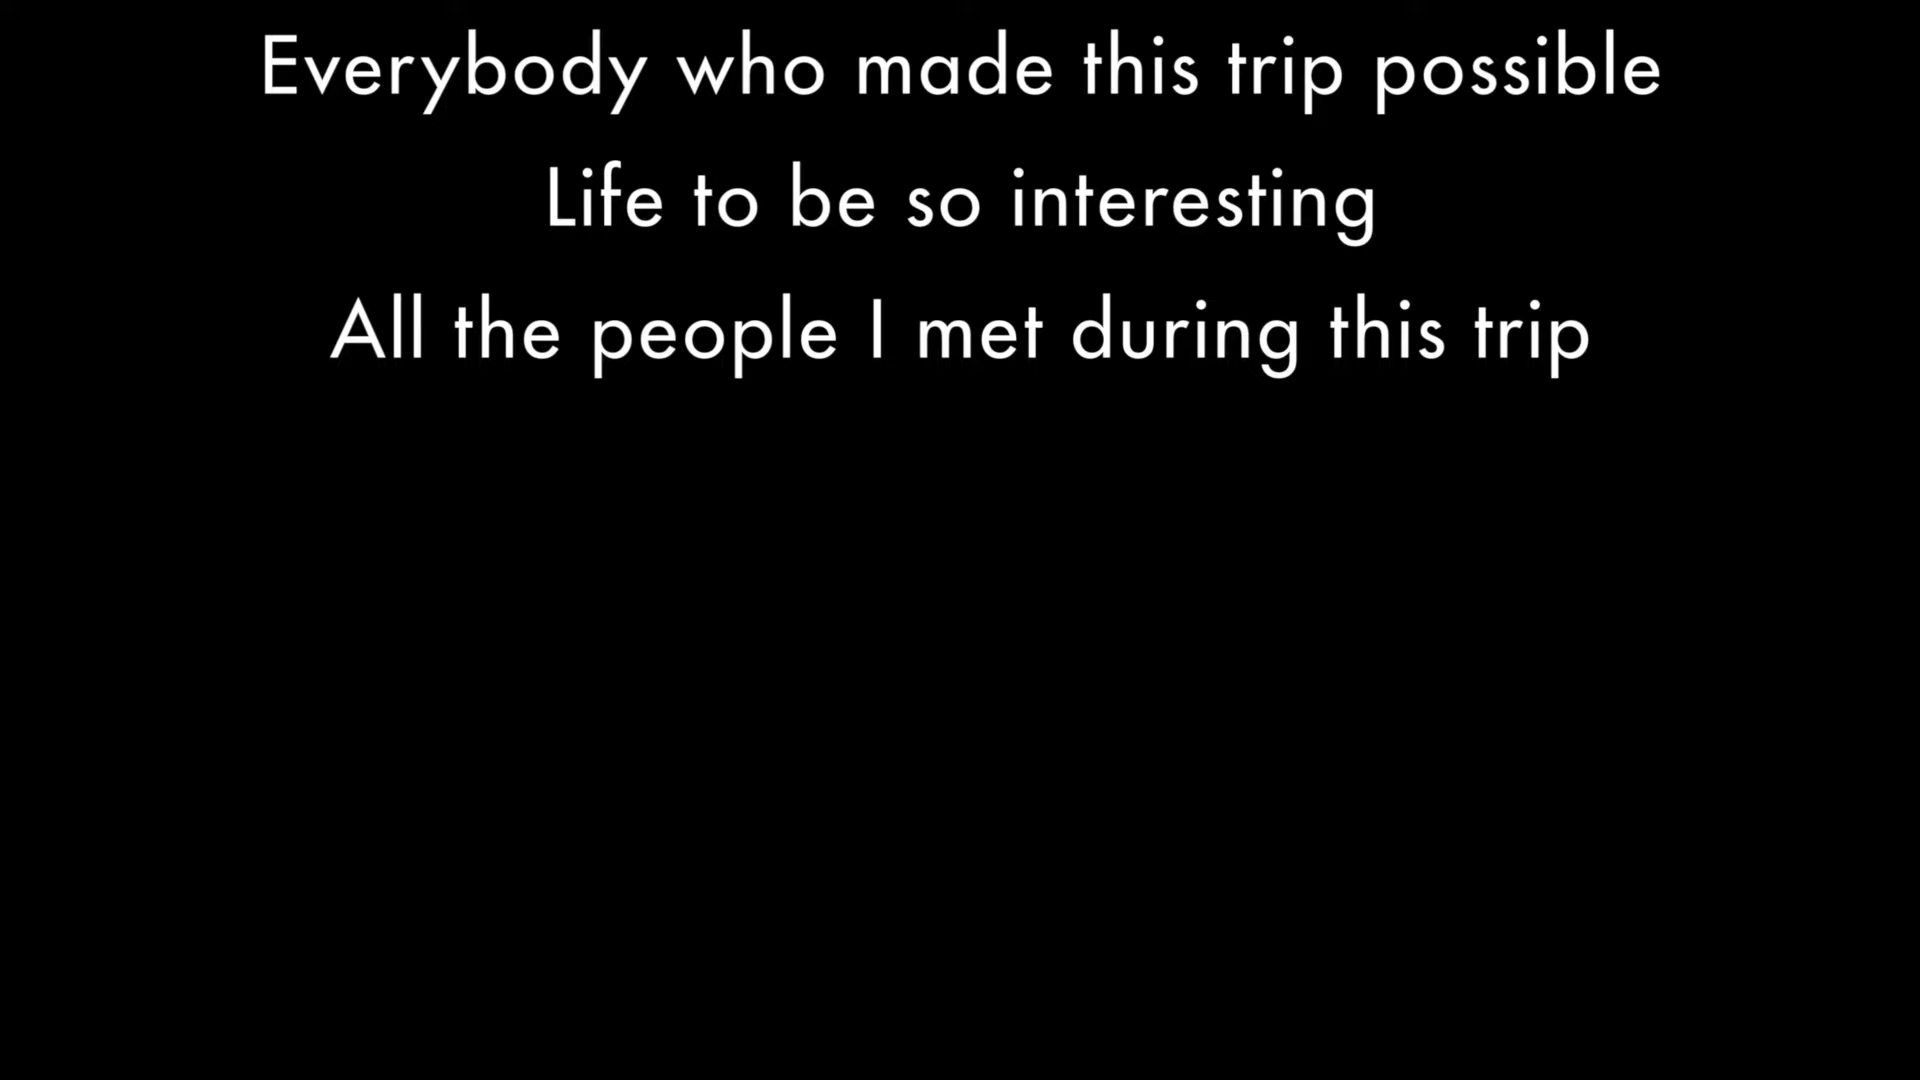 Everybody who made this trip possible
Life to be so interesting
All the people I met during this trip